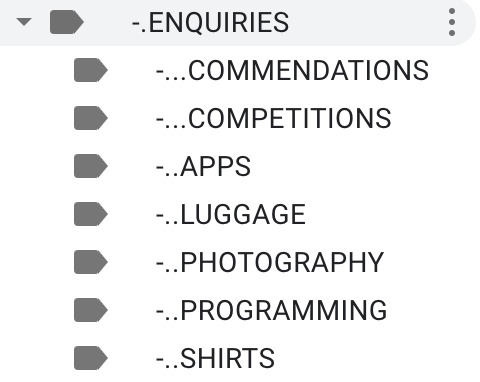 -.ENQUIRIES
-...COMMENDATIONS
-...COMPETITIONS
-..APPS
-..LUGGAGE
-..PHOTOGRAPHY
-..PROGRAMMING
-..SHIRTS